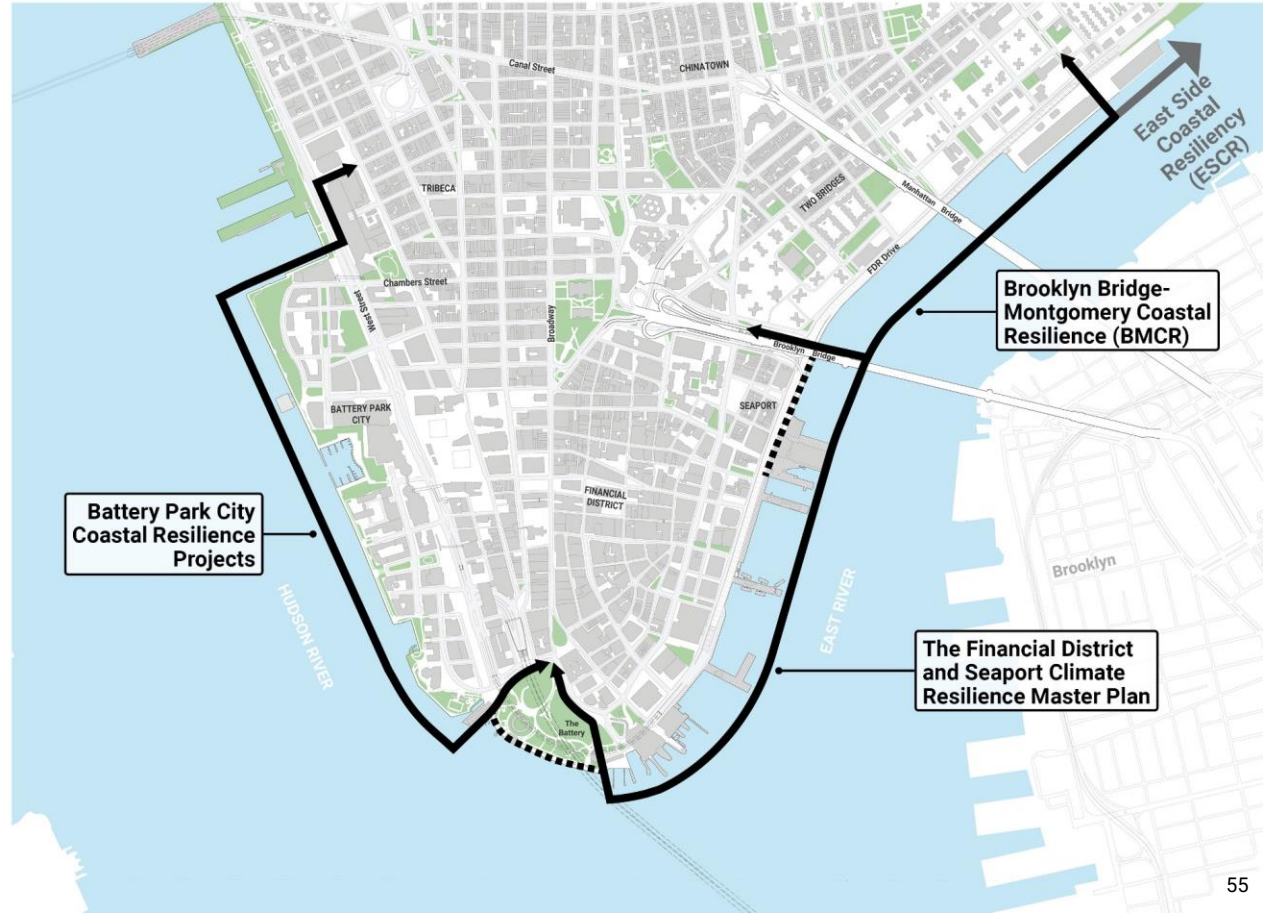 Canal Street
CHINATOWN
East Side
Coastal
Resiliency
(ESCR)
TRIBECA
TWO BRIDGES
Manhattan Bridge
FDR Drive
Chambers Street
West Street
Broadway
Brooklyn Bridge-
Montgomery Coastal
Resilience (BMCR)
Brooklyn Bridge
BATTERY PARK
CITY
SEAPORT
FINANCIAL
DISTRICT
Battery Park City
Coastal Resilience
Projects
Brooklyn
HUDSON RIVER
EAST RIVER
The Financial District
and Seaport Climate
Resilience Master Plan
The
Battery
55